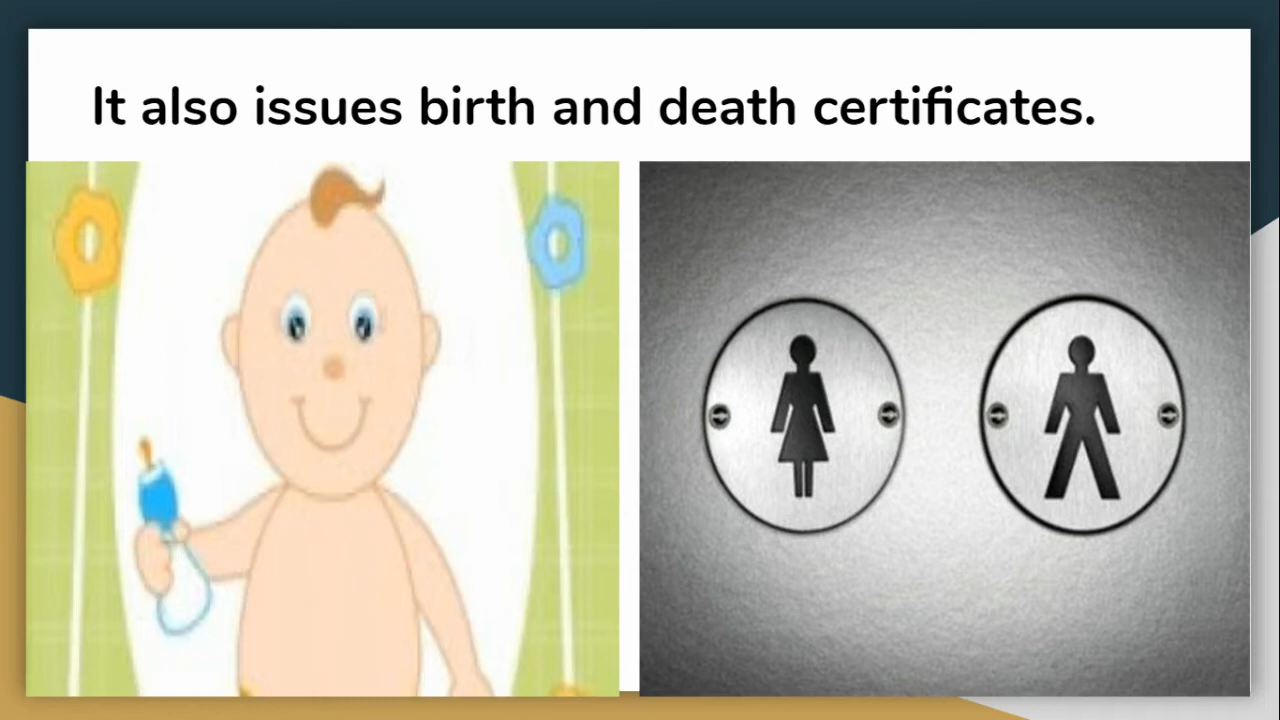 It also issues birth and death certificates.